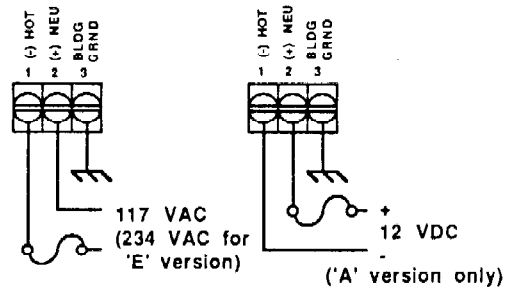 (-) HOT
(+) NEU
BLDG
GRND
1 2 3
117 VAC
(234 VAC for
'E' version)
(-) HOT
(+) NEU
BLDG
GRND
1 2 3
+
12 VDC
-
('A' version only)